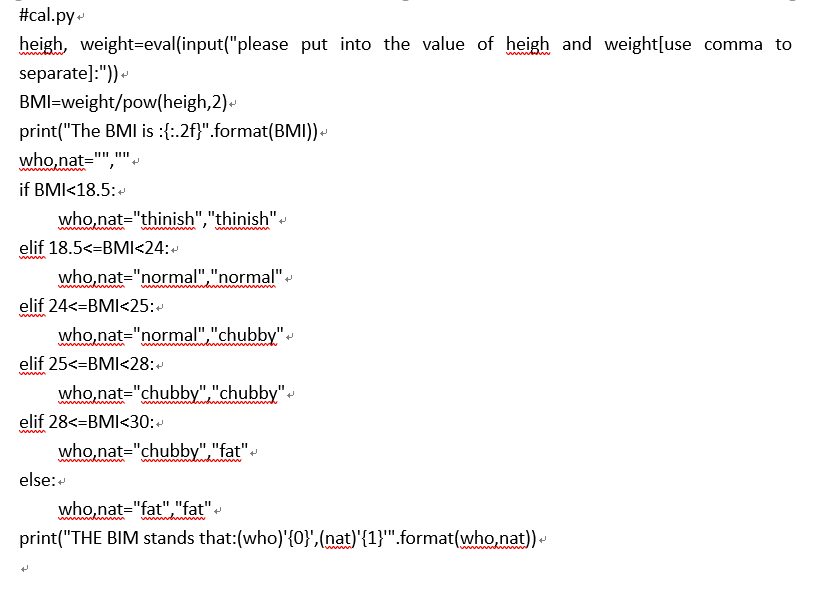 #cal.py
heigh, weight=eval(input("please put into the value of heigh and weight[use comma to
separate]:"))
BMI=weight/pow(heigh,2)
print("The BMI is :{:.2f}".format(BMI))
who,nat="",""
if BMI<18.5:
who,nat="thinish","thinish"
elif 18.5<=BMI<24:
who,nat="normal","normal"
elif 24<=BMI<25:
who,nat="normal","chubby"
elif 25<=BMI<28:
who,nat="chubby","chubby"
elif 28<=BMI<30:
who,nat="chubby","fat"
else:
who,nat="fat","fat"
print("THE BIM stands that:(who)'{0}',(nat)'{1}'".format(who,nat))